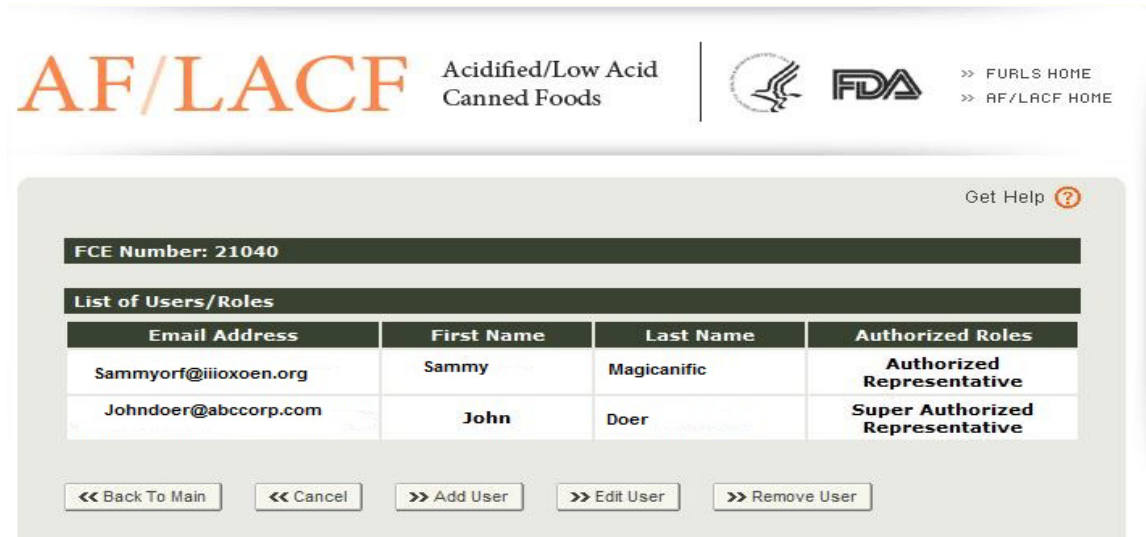 AF/LACF
Acidified/Low Acid
Canned Foods
FDA
>> FURLS HOME
>> AF/LACF HOME
Get Help ?
FCE Number: 21040
List of Users/Roles
Email Address First Name Last Name Authorized Roles
Sammyorf@iiioxoen.org Sammy Magicanific Authorized
Representative
Johndoer@abccorp.com John Doer Super Authorized
Representative
<< Back To Main << Cancel >> Add User >> Edit User >> Remove User